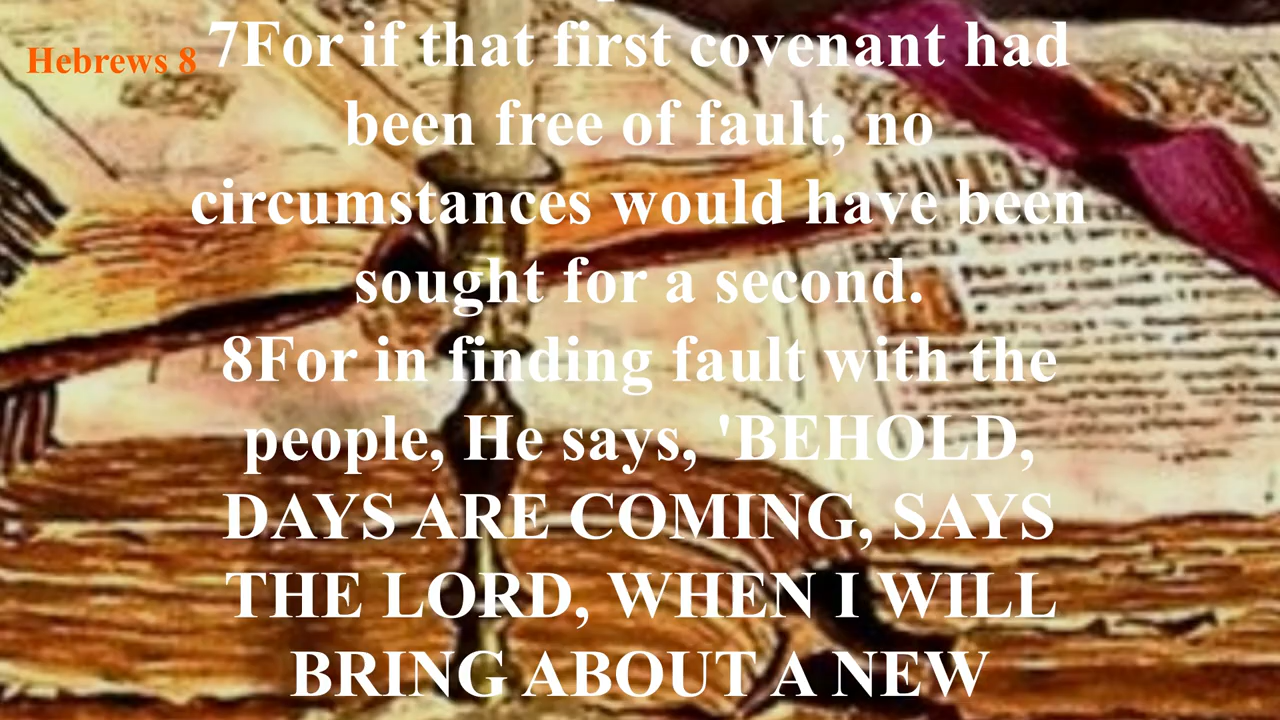 Hebrews 8
7For if that first covenant had
been free of fault, no
circumstances would have been
sought for a second.
8For in finding fault with the
people, He says, 'BEHOLD,
DAYS ARE COMING, SAYS
THE LORD, WHEN I WILL
BRING ABOUT A NEW